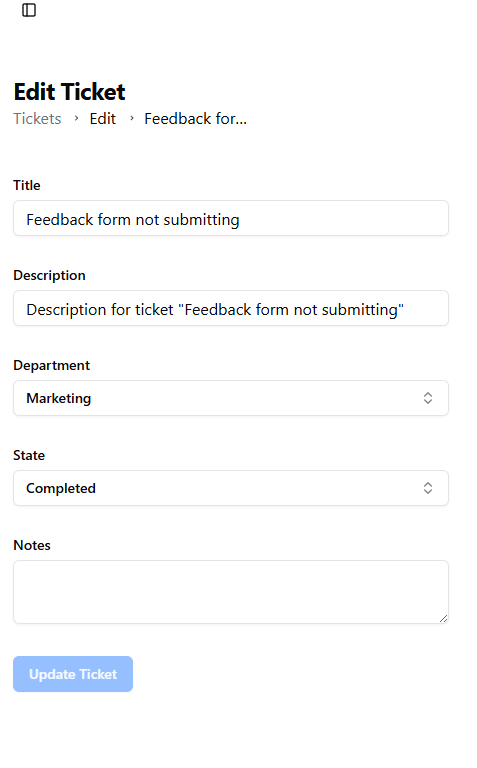 Edit Ticket
Tickets > Edit > Feedback for...
Title
Feedback form not submitting
Description
Description for ticket "Feedback form not submitting"
Department
Marketing
State
Completed
Notes
Update Ticket